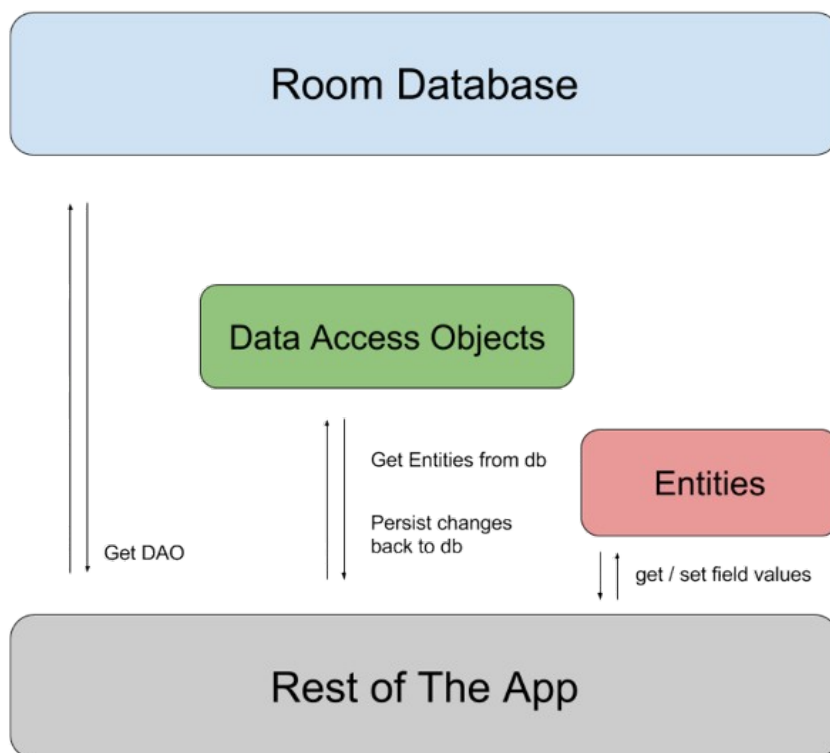 Room Database
Data Access Objects
Get Entities from db
Entities
Persist changes
back to db
Get DAO
get / set field values
Rest of The App